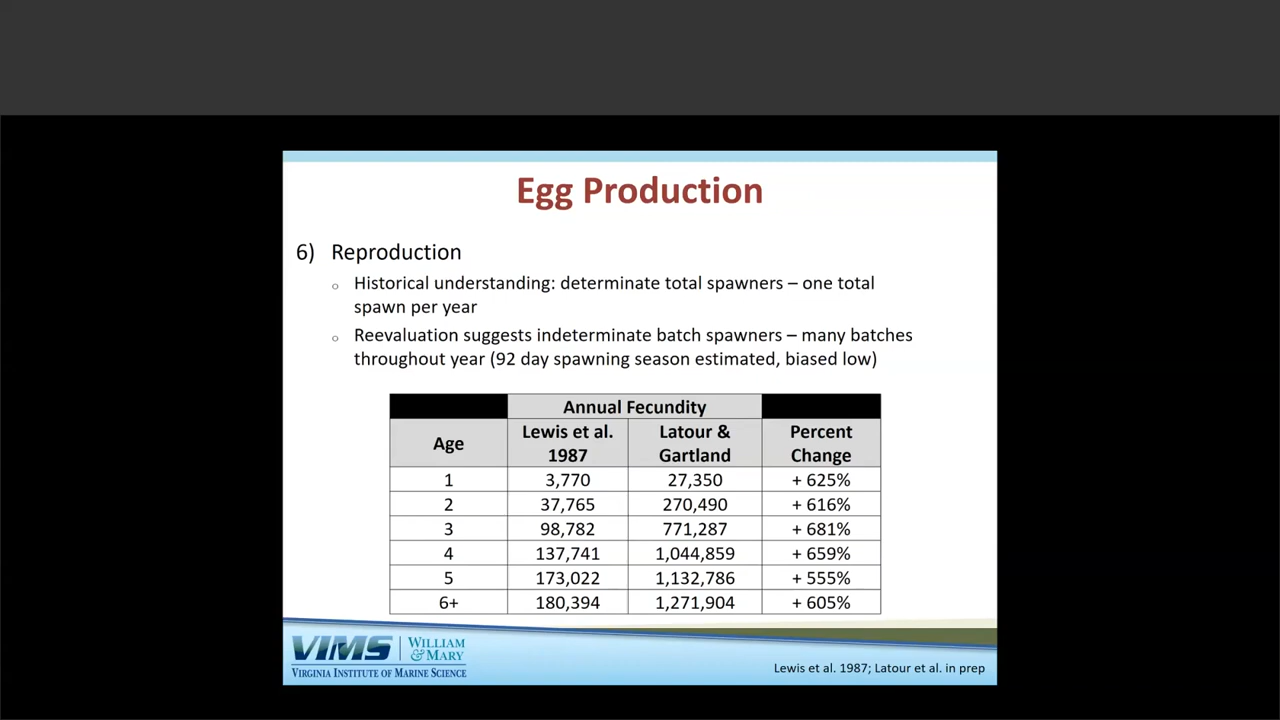 Egg Production
6) Reproduction
o Historical understanding: determinate total spawners – one total
spawn per year
o Reevaluation suggests indeterminate batch spawners – many batches
throughout year (92 day spawning season estimated, biased low)
Annual Fecundity
Age Lewis et al. 1987 Latour & Gartland Percent Change
1 3,770 27,350 + 625%
2 37,765 270,490 + 616%
3 98,782 771,287 + 681%
4 137,741 1,044,859 + 659%
5 173,022 1,132,786 + 555%
6+ 180,394 1,271,904 + 605%
VIMS | WILLIAM & MARY
VIRGINIA INSTITUTE OF MARINE SCIENCE
Lewis et al. 1987; Latour et al. in prep